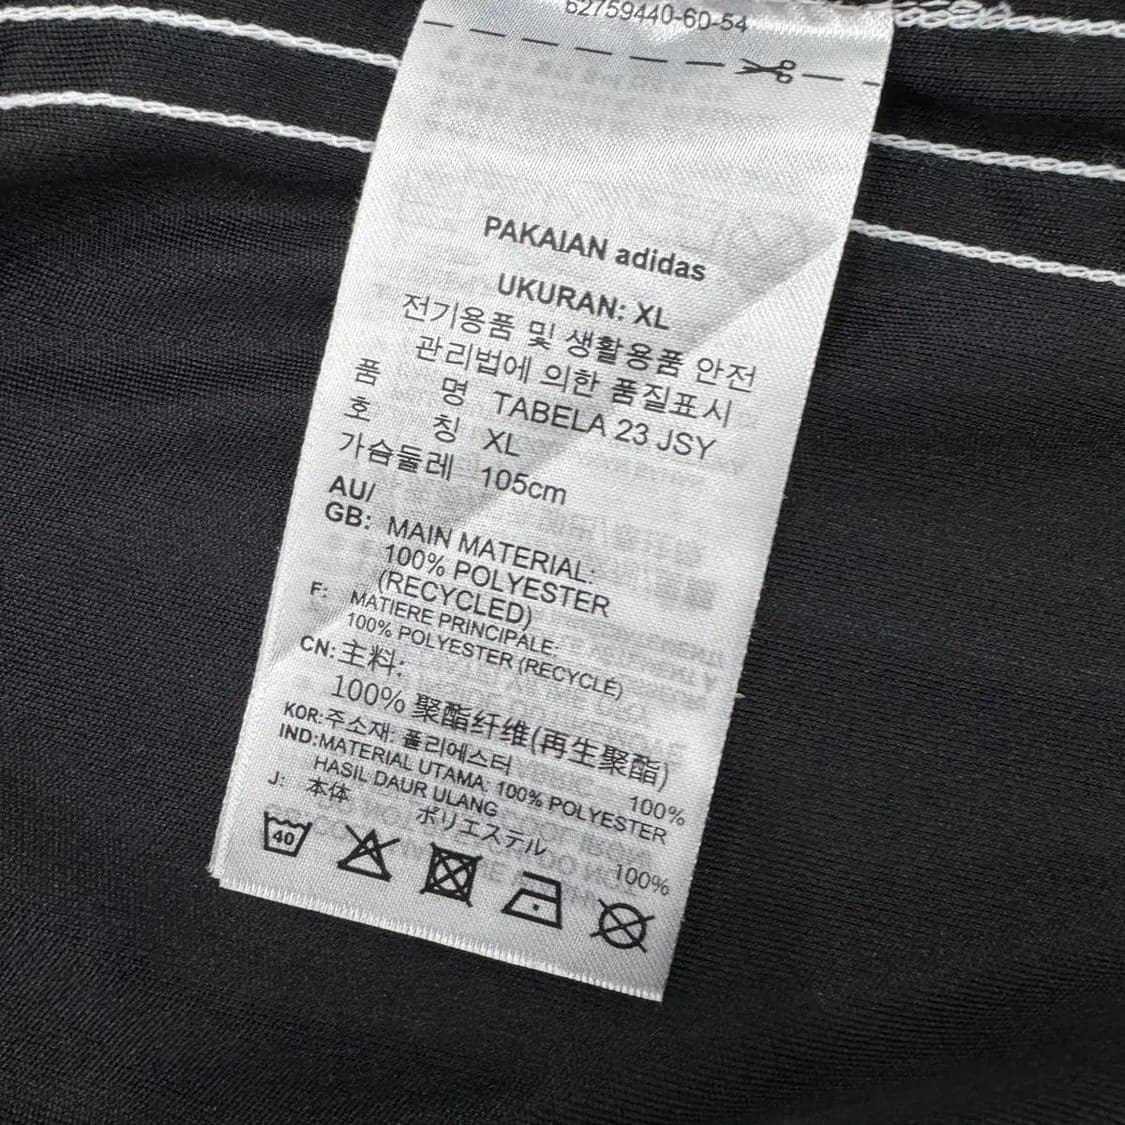 62759440-60-54
PAKAIAN adidas
UKURAN: XL
전기용품 및 생활용품 안전
관리법에 의한 품질표시
품 명 TABELA 23 JSY
호 칭 XL
가슴둘레 105cm
AU/
GB: MAIN MATERIAL:
100% POLYESTER
(RECYCLED)
F: MATIERE PRINCIPALE:
100% POLYESTER (RECYCLÉ)
CN: 主料:
100% 聚酯纤维(再生聚酯)
KOR: 주소재: 폴리에스터 100%
IND: MATERIAL UTAMA: 100% POLYESTER
HASIL DAUR ULANG
J: 本体 ポリエステル 100%
40